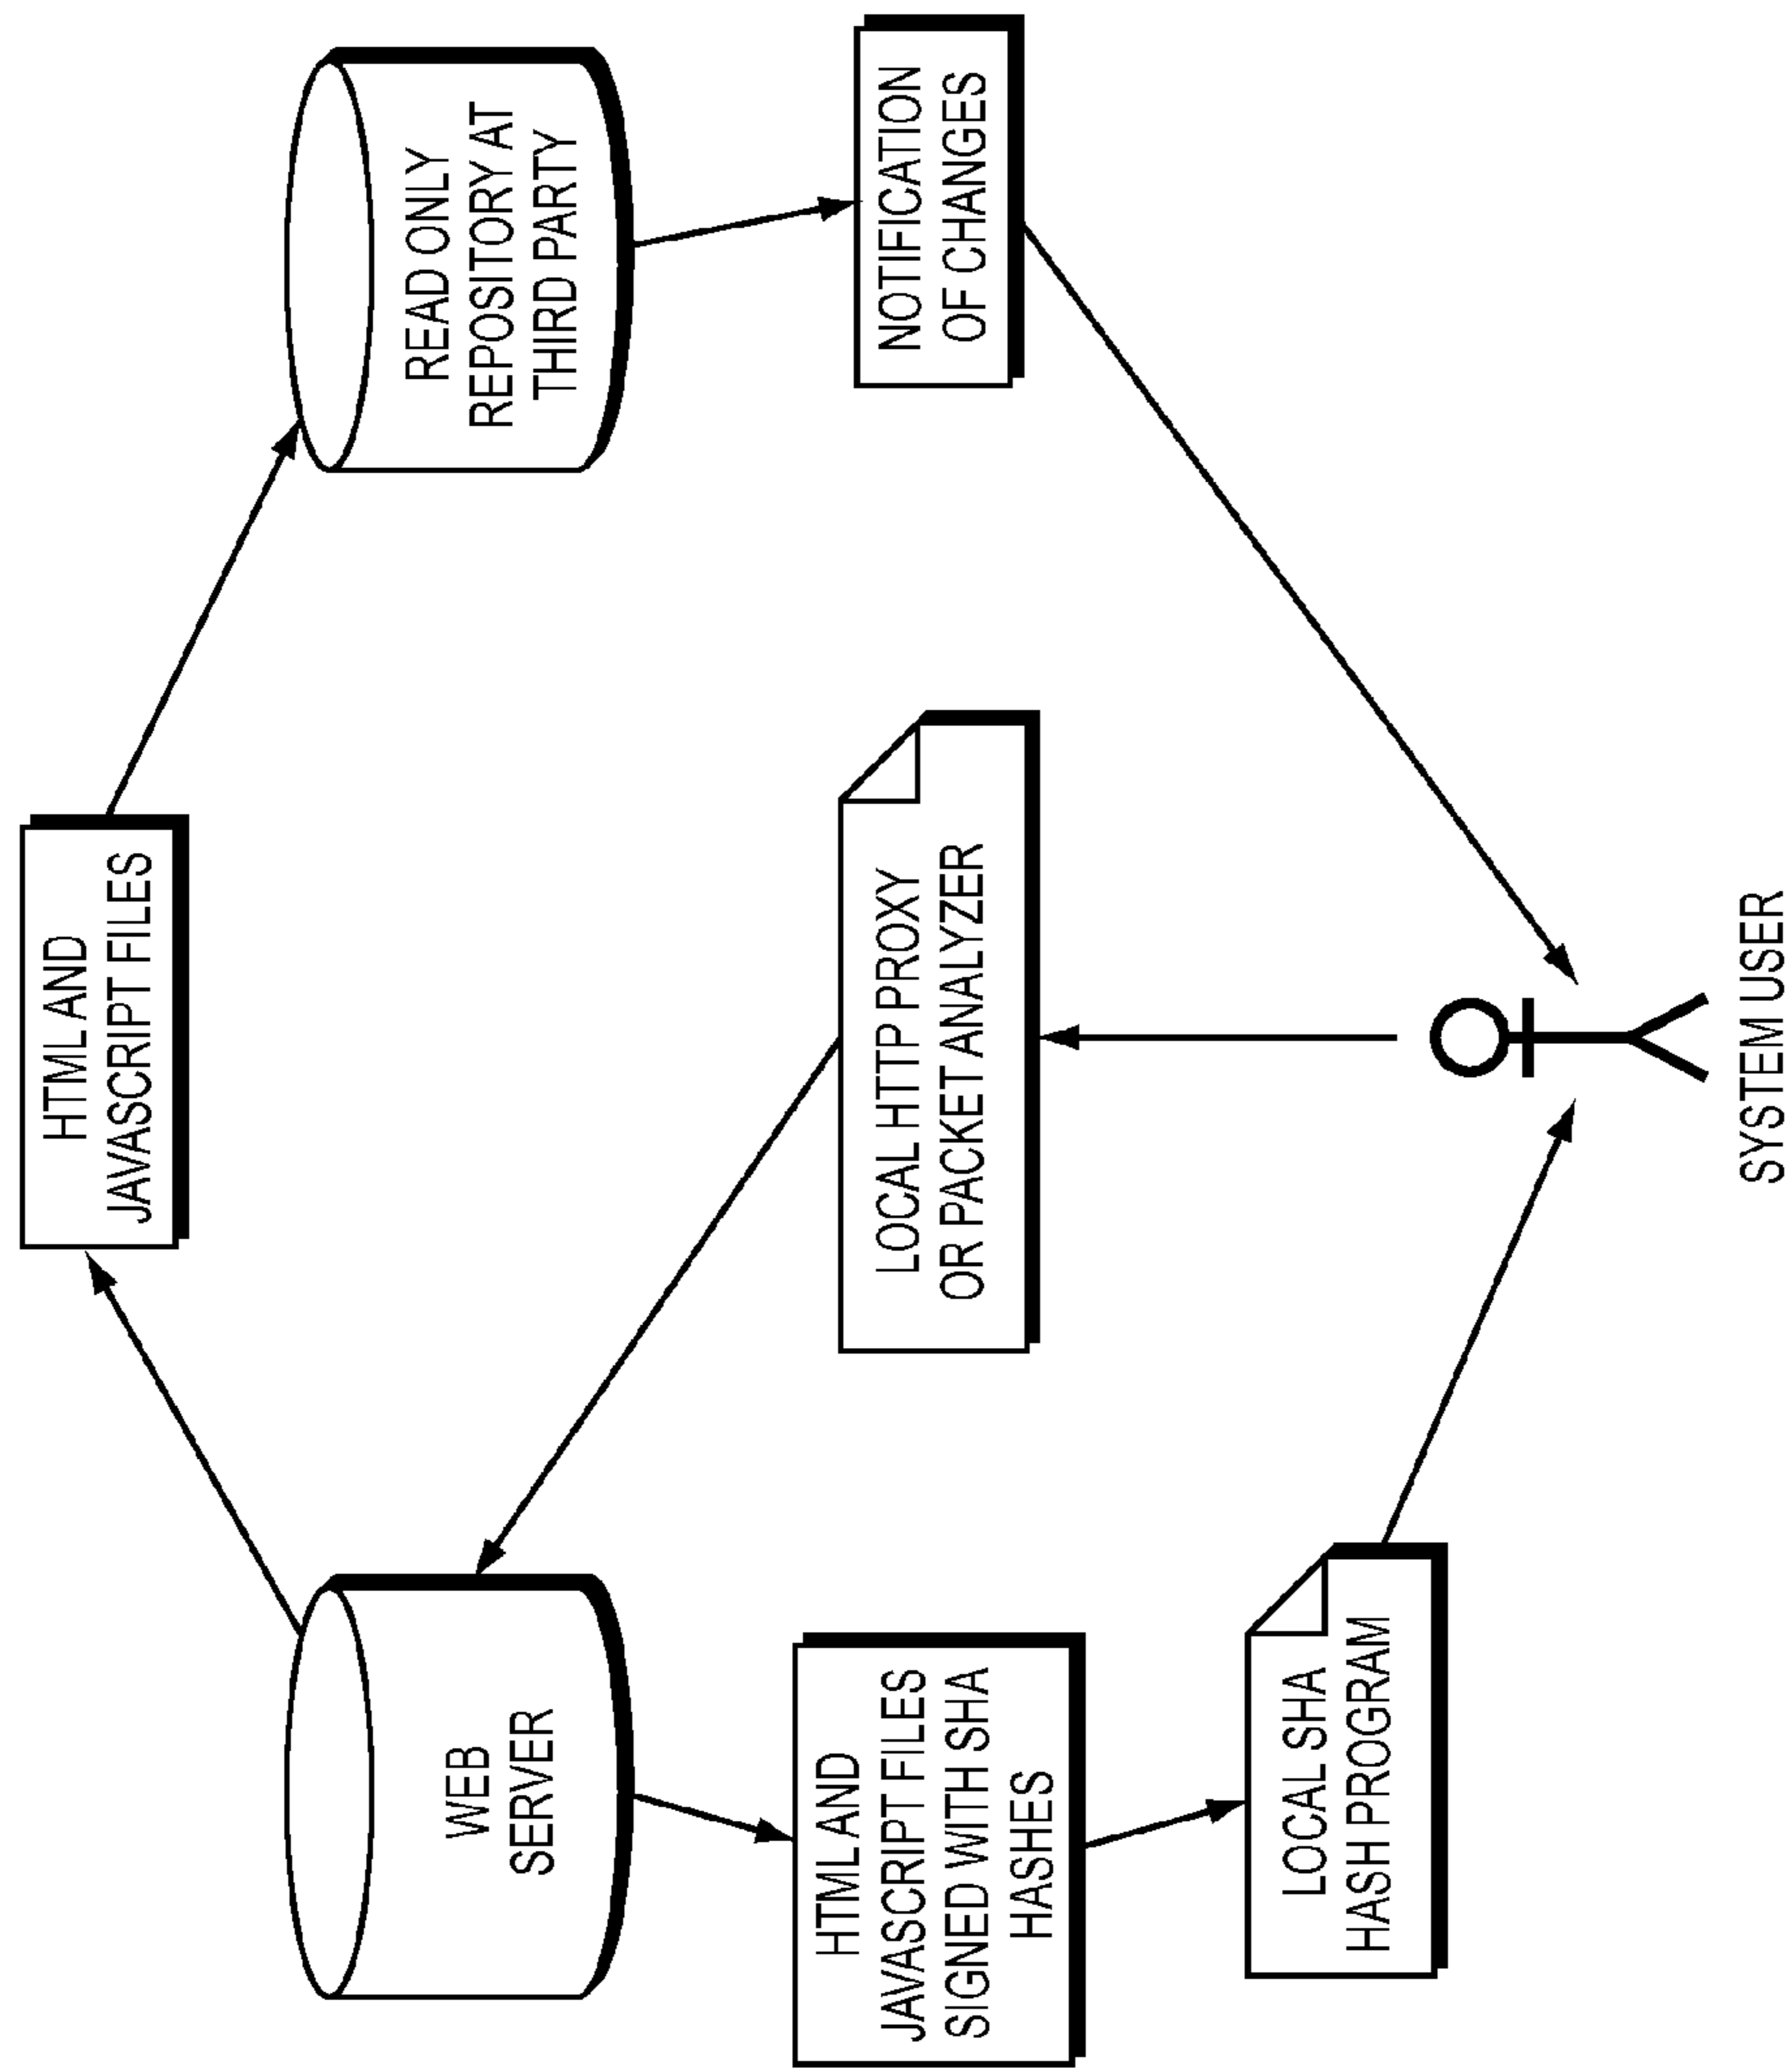 HTML AND
JAVASCRIPT FILES
WEB
SERVER
READ ONLY
REPOSITORY AT
THIRD PARTY
HTML AND
JAVASCRIPT FILES
SIGNED WITH SHA
HASHES
LOCAL HTTP PROXY
OR PACKET ANALYZER
NOTIFICATION
OF CHANGES
LOCAL SHA
HASH PROGRAM
SYSTEM USER